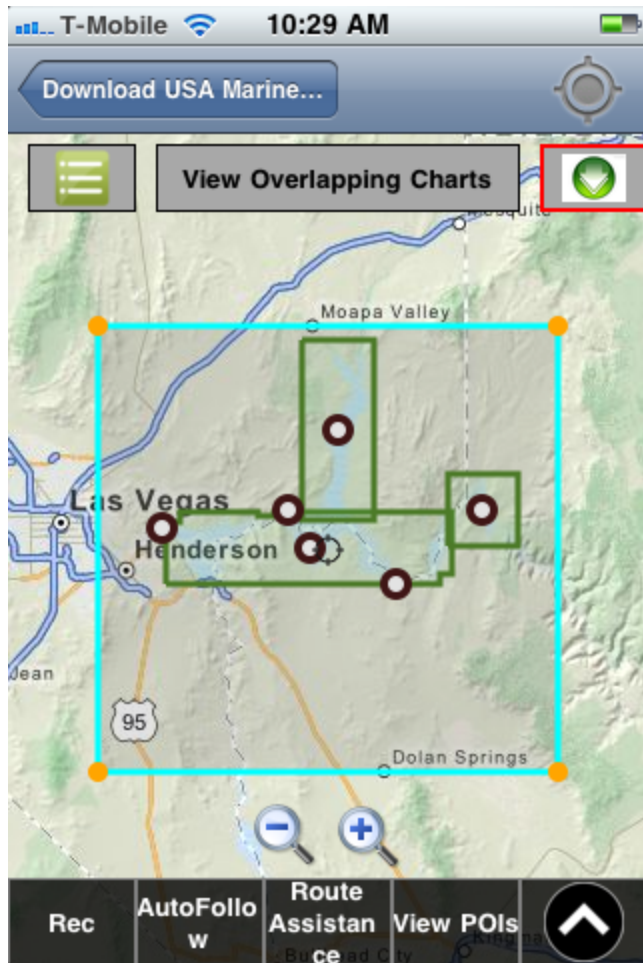 T-Mobile 10:29 AM
Download USA Marine...
View Overlapping Charts
Mosquite
Moapa Valley
Las Vegas
Henderson
Jean
95
Dolan Springs
Rec
AutoFollo
w
Route
Assistan
ce
View POIs